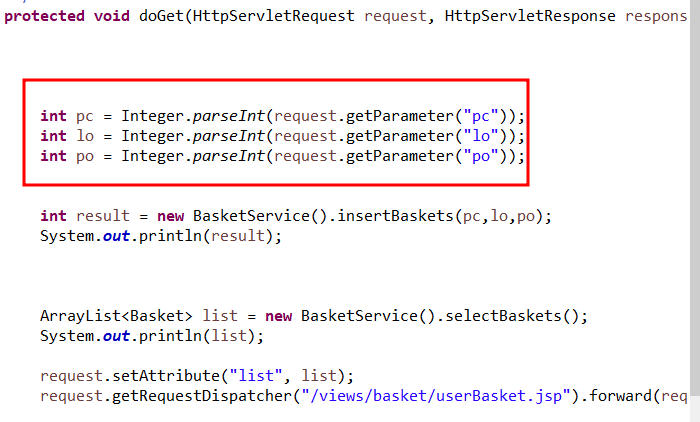 protected void doGet(HttpServletRequest request, HttpServletResponse respons
int pc = Integer.parseInt(request.getParameter("pc"));
int lo = Integer.parseInt(request.getParameter("lo"));
int po = Integer.parseInt(request.getParameter("po"));
int result = new BasketService().insertBaskets(pc,lo,po);
System.out.println(result);
ArrayList<Basket> list = new BasketService().selectBaskets();
System.out.println(list);
request.setAttribute("list", list);
request.getRequestDispatcher("/views/basket/userBasket.jsp").forward(req